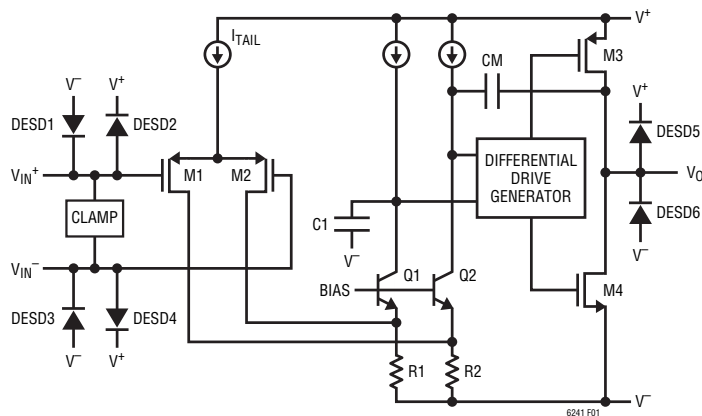 V+
I_TAIL
CM
M3
V−
V+
V+
DESD1
DESD2
DESD5
VIN+
M1
M2
DIFFERENTIAL
DRIVE
GENERATOR
VO
CLAMP
C1
DESD6
V−
V−
VIN−
Q1
Q2
BIAS
M4
DESD3
DESD4
V−
V+
R1
R2
V−
6241 F01